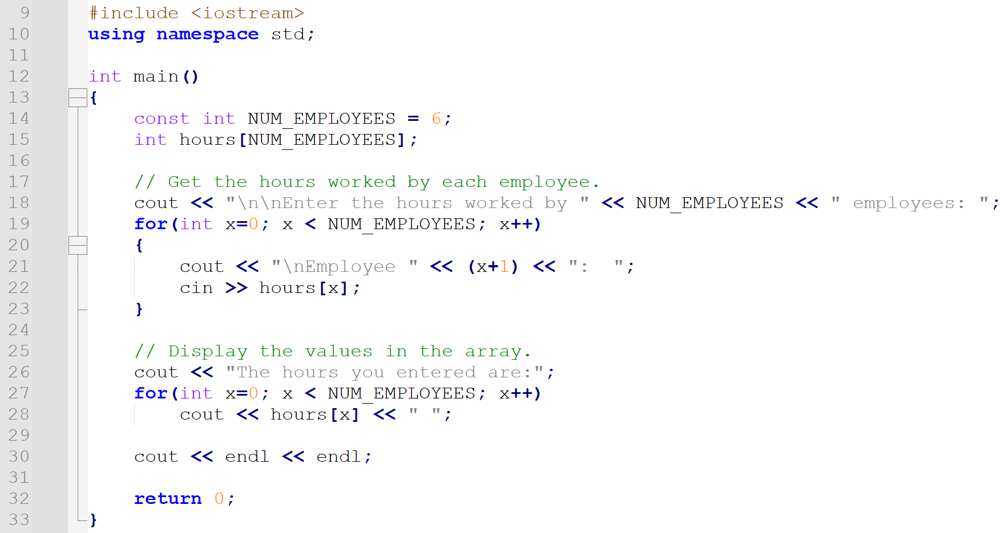 9 #include <iostream>
10 using namespace std;
11
12 int main()
13 {
14     const int NUM_EMPLOYEES = 6;
15     int hours[NUM_EMPLOYEES];
16
17     // Get the hours worked by each employee.
18     cout << "\n\nEnter the hours worked by " << NUM_EMPLOYEES << " employees: ";
19     for(int x=0; x < NUM_EMPLOYEES; x++)
20     {
21         cout << "\nEmployee " << (x+1) << ":  ";
22         cin >> hours[x];
23     }
24
25     // Display the values in the array.
26     cout << "The hours you entered are:";
27     for(int x=0; x < NUM_EMPLOYEES; x++)
28         cout << hours[x] << " ";
29
30     cout << endl << endl;
31
32     return 0;
33 }